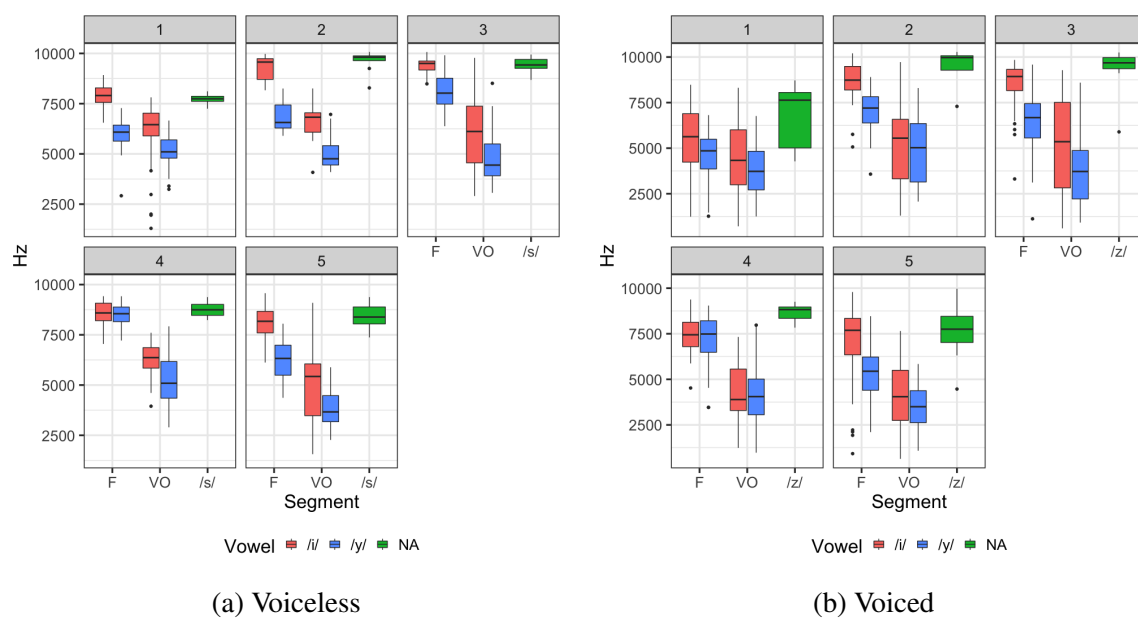 1 2 3
10000
7500
5000
2500
F VO /s/
4 5
10000
7500
5000
2500
F VO /s/ F VO /s/
Hz
Segment
Vowel /i/ /y/ NA
(a) Voiceless
1 2 3
10000
7500
5000
2500
F VO /z/
4 5
10000
7500
5000
2500
F VO /z/ F VO /z/
Hz
Segment
Vowel /i/ /y/ NA
(b) Voiced